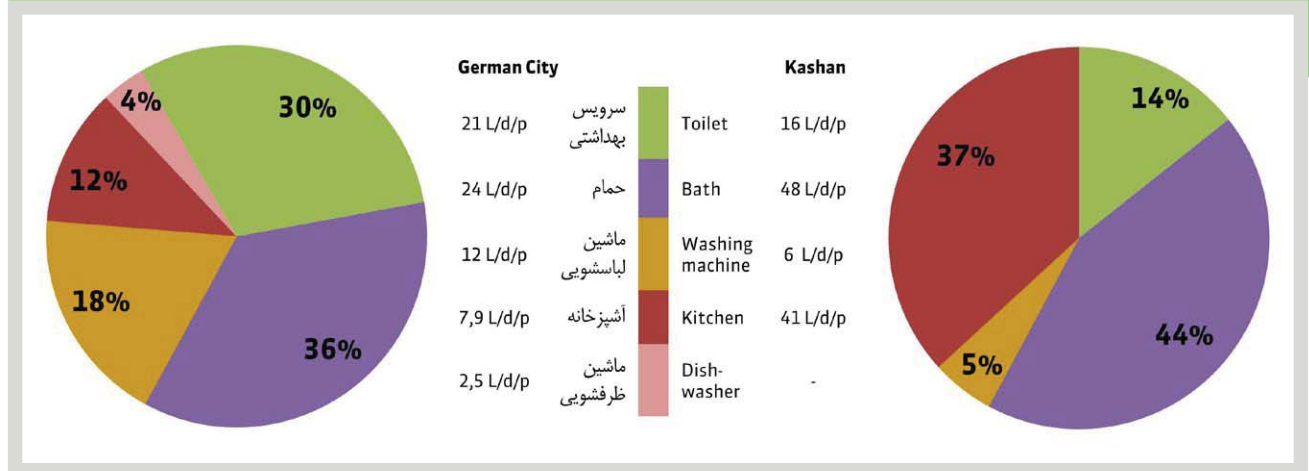 German City
Kashan
21 L/d/p
سرویس
بهداشتی
Toilet
16 L/d/p
24 L/d/p
حمام
Bath
48 L/d/p
12 L/d/p
ماشین
لباسشویی
Washing
machine
6 L/d/p
7,9 L/d/p
آشپزخانه
Kitchen
41 L/d/p
2,5 L/d/p
ماشین
ظرفشویی
Dish-
washer
-
4%
30%
12%
18%
36%
14%
37%
44%
5%